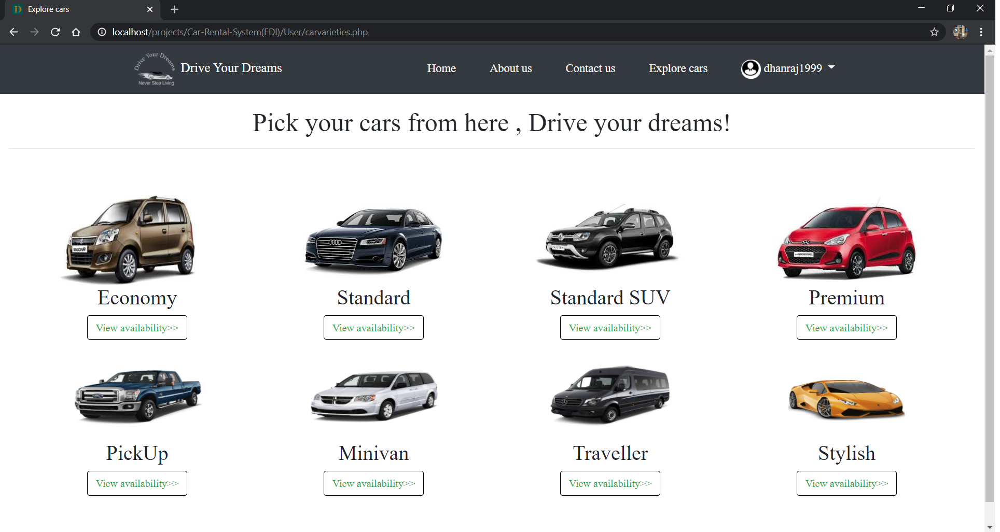 D Explore cars
localhost/projects/Car-Rental-System(EDI)/User/carvarieties.php
Drive Your Dreams
Never Stop Living
Drive Your Dreams
Home About us Contact us Explore cars dhanraj1999
Pick your cars from here , Drive your dreams!
WAGONR
DUSTER
Economy Standard Standard SUV Premium
View availability>> View availability>> View availability>> View availability>>
PickUp Minivan Traveller Stylish
View availability>> View availability>> View availability>> View availability>>